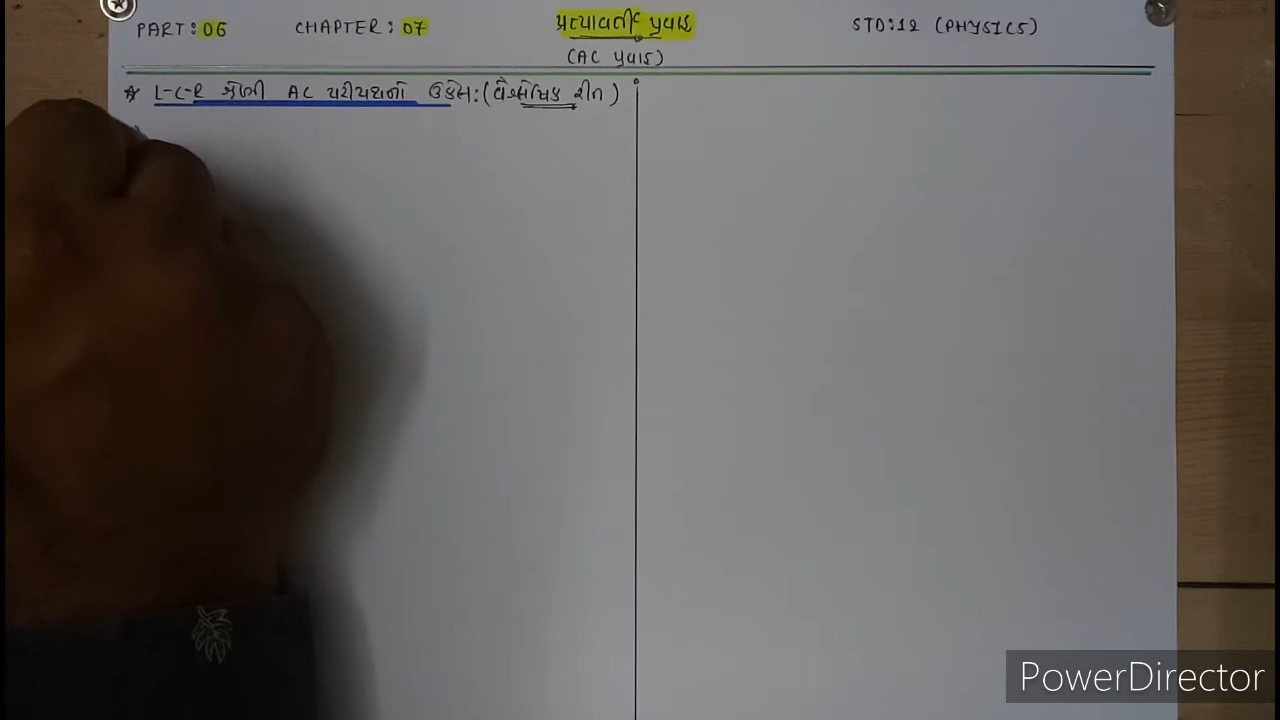 PART: 06 CHAPTER: 07 પ્રત્યાવર્તી પ્રવાહ STD:12 (PHYSICS)
(AC પ્રવાહ)
* L-C-R શ્રેણી AC પરીપથનો ઉકેલ: (વૈશ્લેષિક રીત)
PowerDirector